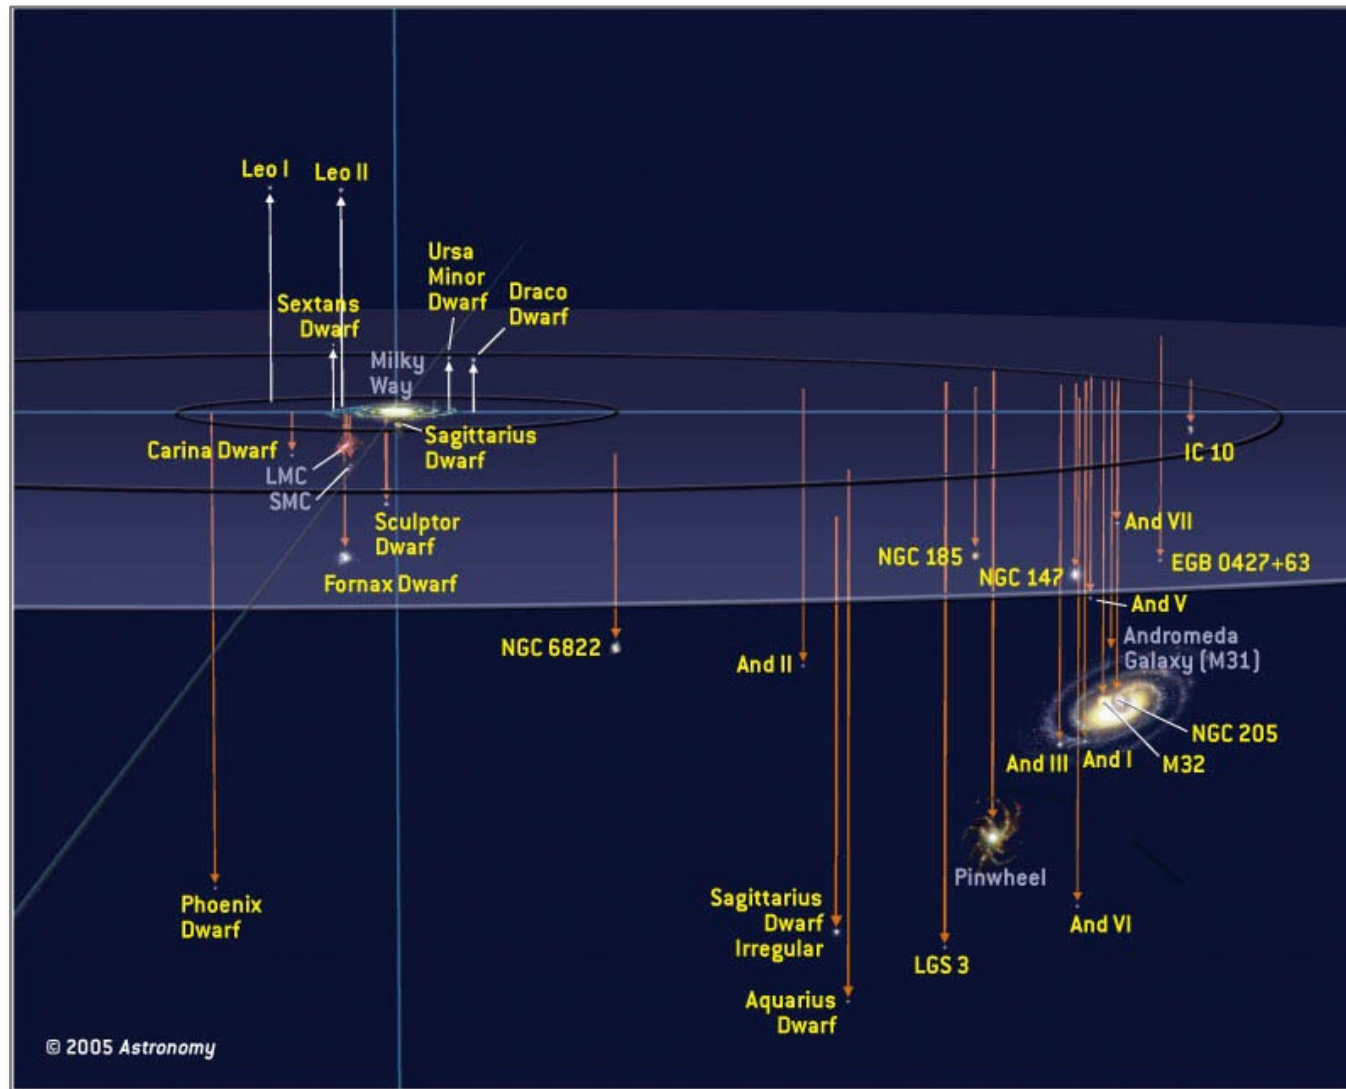 Leo I
Leo II
Ursa
Minor
Dwarf
Draco
Dwarf
Sextans
Dwarf
Milky
Way
Carina Dwarf
LMC
SMC
Sagittarius
Dwarf
Sculptor
Dwarf
Fornax Dwarf
IC 10
And VII
NGC 185
NGC 147
EGB 0427+63
And V
NGC 6822
And II
Andromeda
Galaxy (M31)
NGC 205
And III
And I
M32
Pinwheel
Phoenix
Dwarf
Sagittarius
Dwarf
Irregular
And VI
LGS 3
Aquarius
Dwarf
© 2005 Astronomy